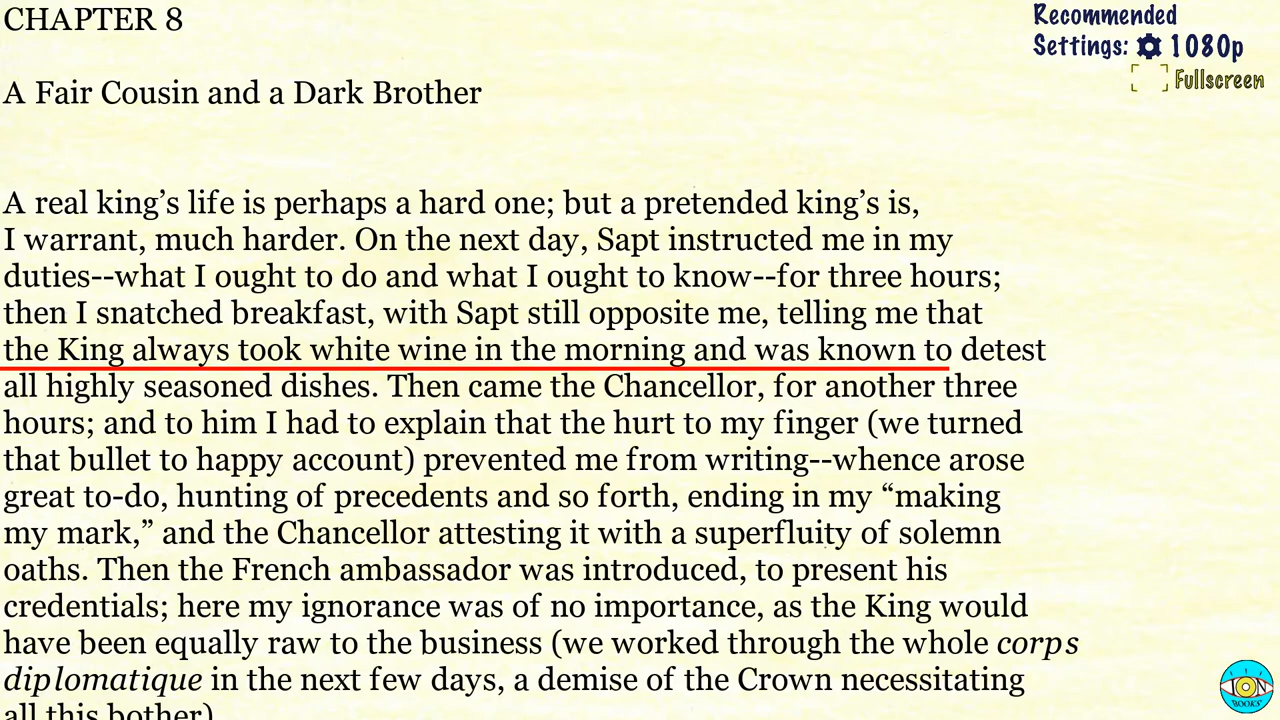 CHAPTER 8
Recommended
Settings: 1080p
Fullscreen
A Fair Cousin and a Dark Brother
A real king’s life is perhaps a hard one; but a pretended king’s is,
I warrant, much harder. On the next day, Sapt instructed me in my
duties--what I ought to do and what I ought to know--for three hours;
then I snatched breakfast, with Sapt still opposite me, telling me that
the King always took white wine in the morning and was known to detest
all highly seasoned dishes. Then came the Chancellor, for another three
hours; and to him I had to explain that the hurt to my finger (we turned
that bullet to happy account) prevented me from writing--whence arose
great to-do, hunting of precedents and so forth, ending in my “making
my mark,” and the Chancellor attesting it with a superfluity of solemn
oaths. Then the French ambassador was introduced, to present his
credentials; here my ignorance was of no importance, as the King would
have been equally raw to the business (we worked through the whole corps
diplomatique in the next few days, a demise of the Crown necessitating
all this bother)
ION
BOOKS